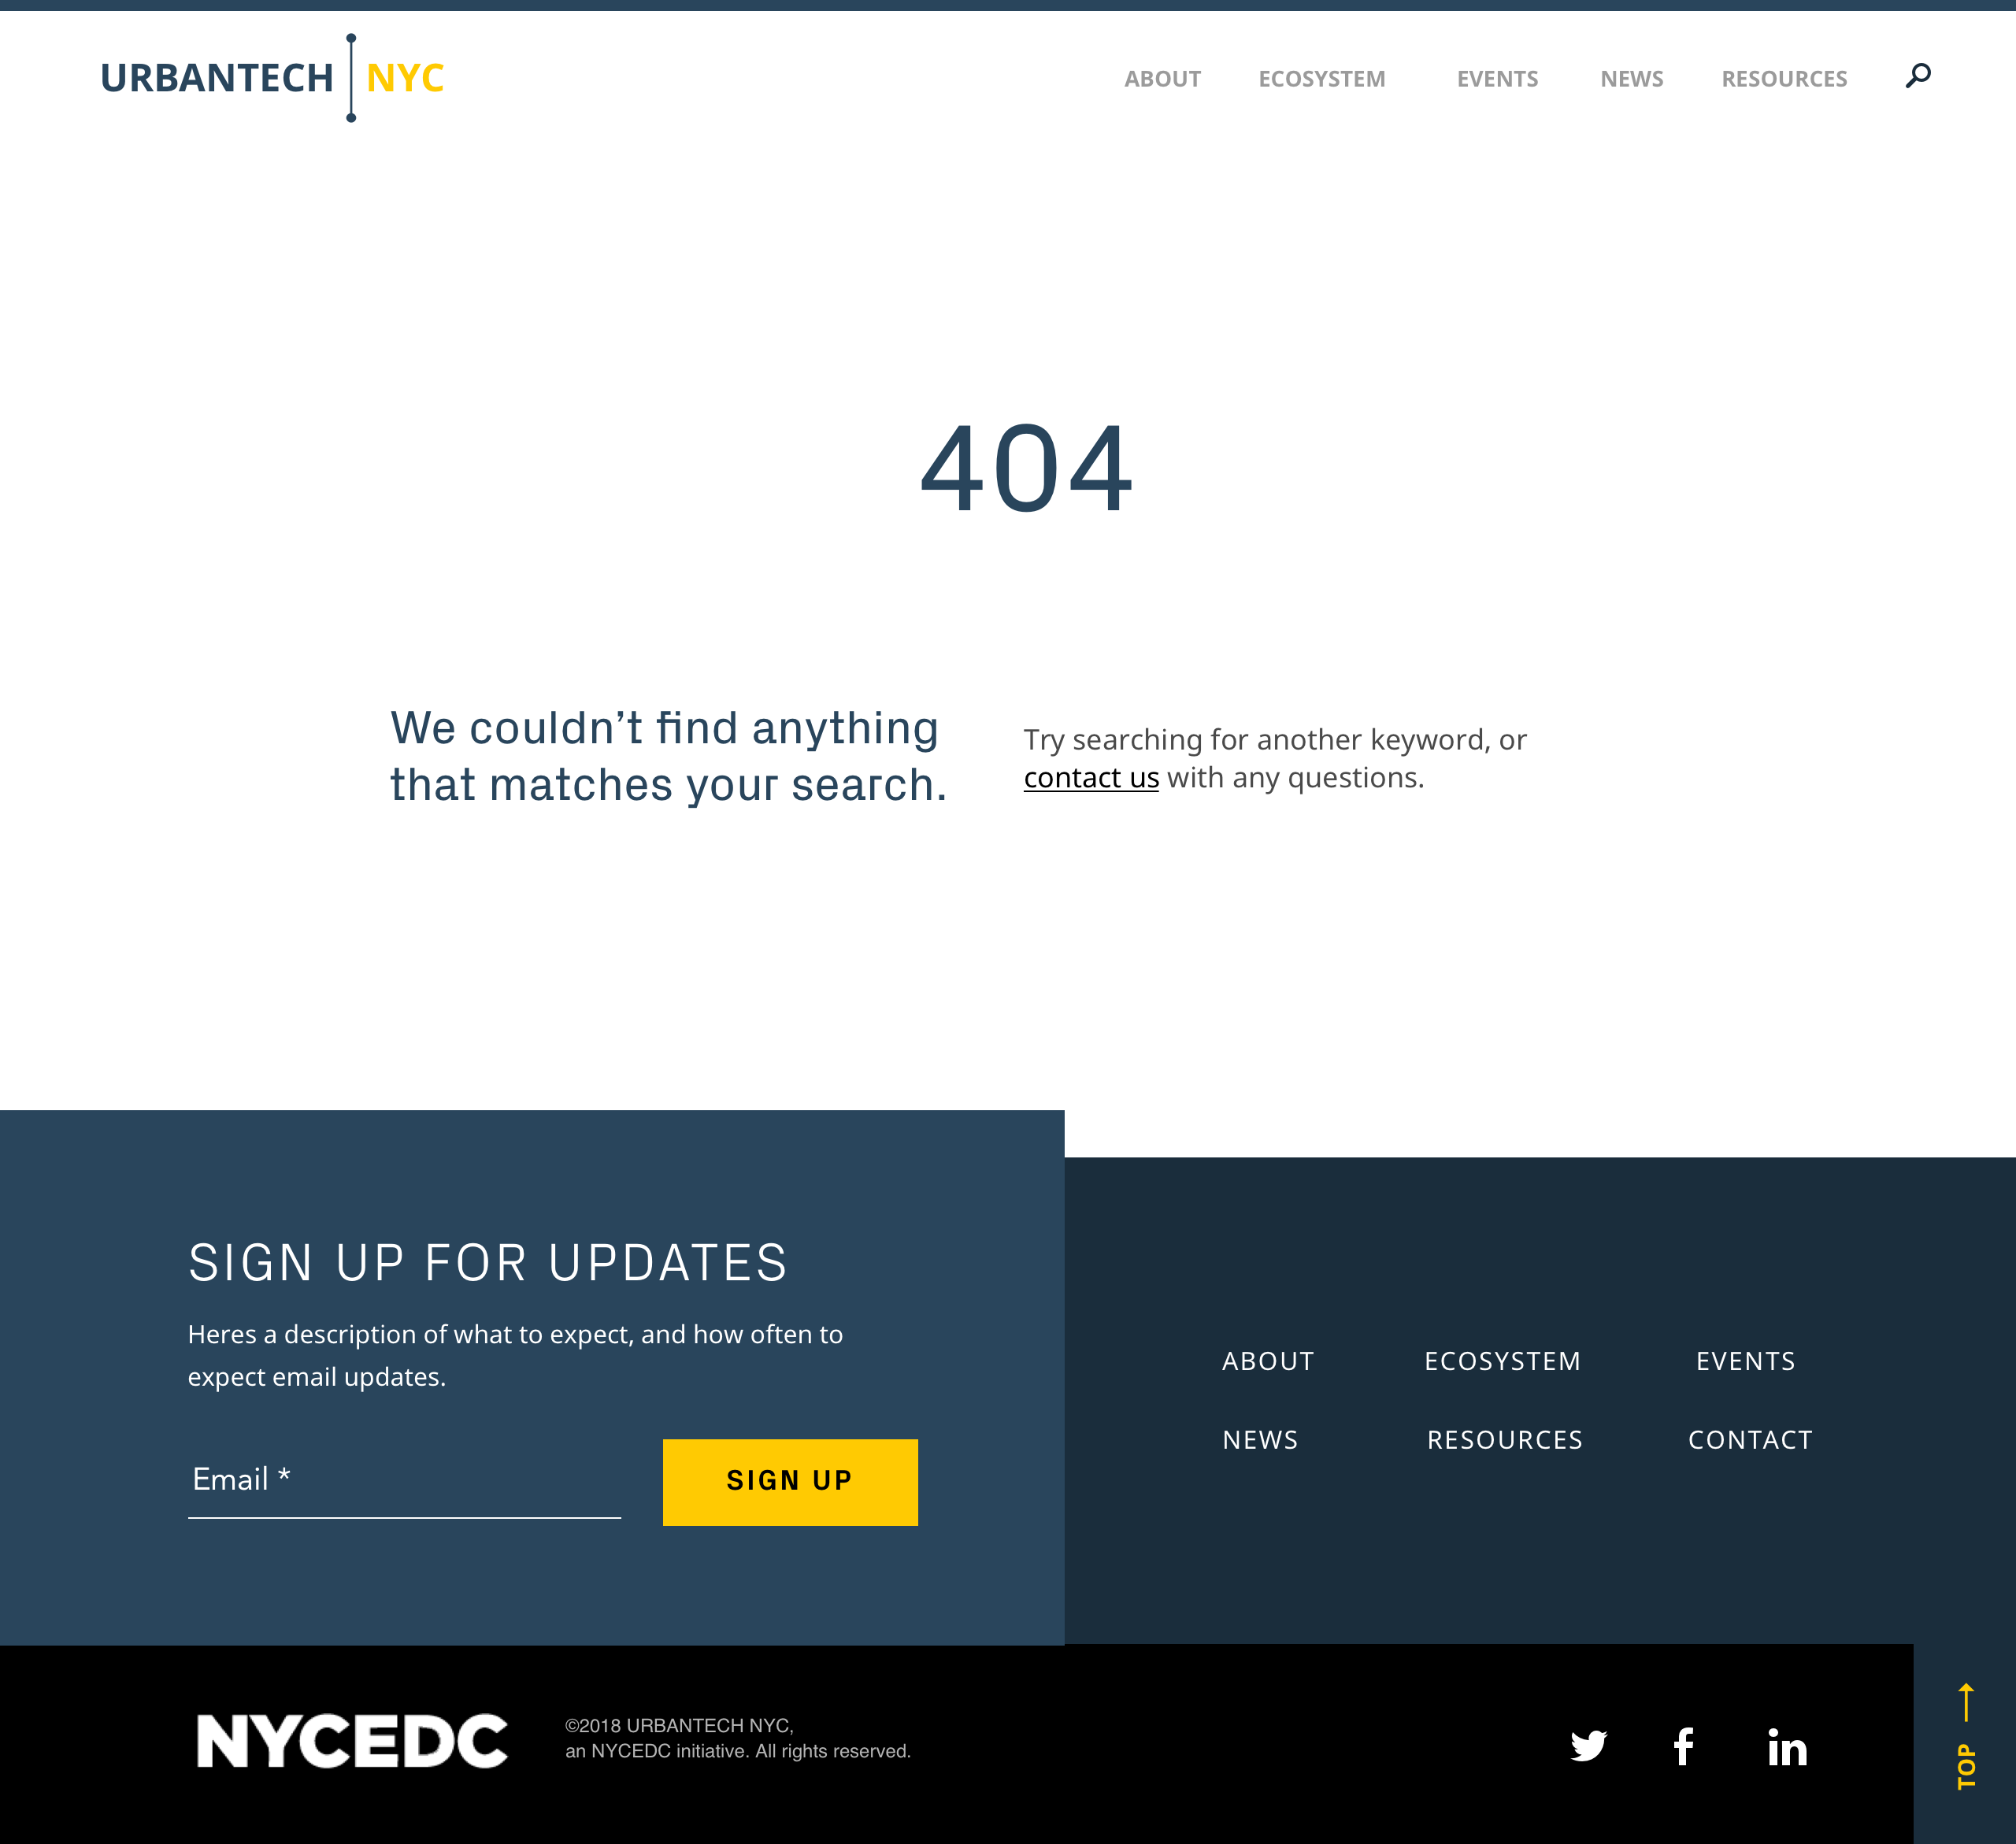 URBANTECH NYC
ABOUT ECOSYSTEM EVENTS NEWS RESOURCES
404
We couldn’t find anything
that matches your search.
Try searching for another keyword, or
contact us with any questions.
SIGN UP FOR UPDATES
Heres a description of what to expect, and how often to
expect email updates.
Email *
SIGN UP
ABOUT ECOSYSTEM EVENTS
NEWS RESOURCES CONTACT
NYCEDC
©2018 URBANTECH NYC,
an NYCEDC initiative. All rights reserved.
TOP